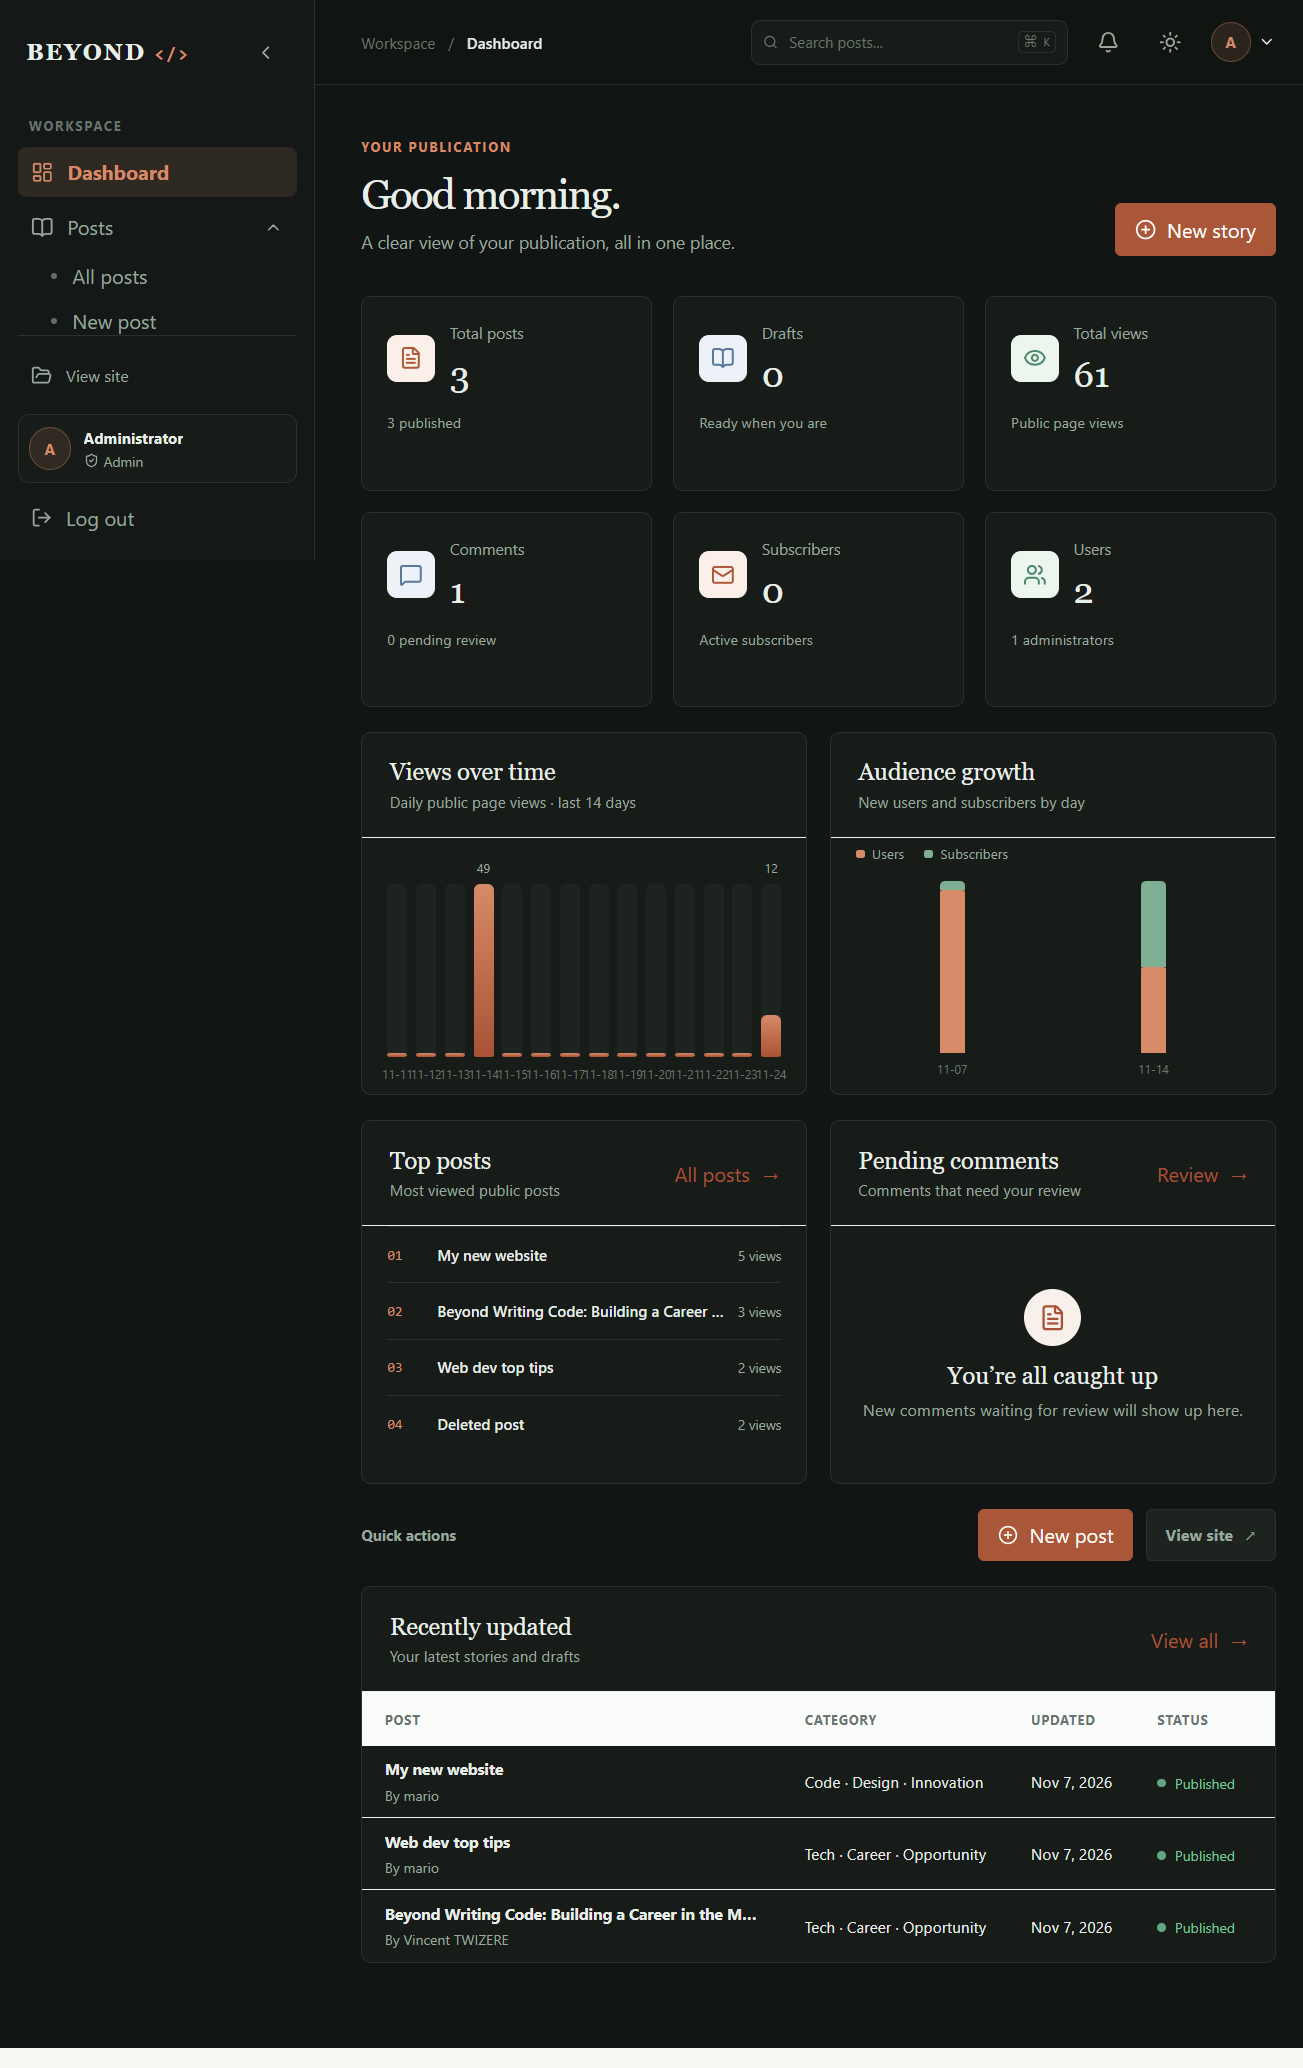 BEYOND </>
WORKSPACE
Dashboard
Posts
All posts
New post
View site
A
Administrator
Admin
Log out
Workspace / Dashboard
Search posts...
⌘ K
A
YOUR PUBLICATION
Good morning.
A clear view of your publication, all in one place.
New story
Total posts
3
3 published
Drafts
0
Ready when you are
Total views
61
Public page views
Comments
1
0 pending review
Subscribers
0
Active subscribers
Users
2
1 administrators
Views over time
Daily public page views · last 14 days
49
12
11-11 11-12 11-13 11-14 11-15 11-16 11-17 11-18 11-19 11-20 11-21 11-22 11-23 11-24
Audience growth
New users and subscribers by day
Users
Subscribers
11-07
11-14
Top posts
Most viewed public posts
All posts →
01 My new website 5 views
02 Beyond Writing Code: Building a Career ... 3 views
03 Web dev top tips 2 views
04 Deleted post 2 views
Pending comments
Comments that need your review
Review →
You’re all caught up
New comments waiting for review will show up here.
Quick actions
New post
View site ↗
Recently updated
Your latest stories and drafts
View all →
POST CATEGORY UPDATED STATUS
My new website
By mario
Code · Design · Innovation
Nov 7, 2026
Published
Web dev top tips
By mario
Tech · Career · Opportunity
Nov 7, 2026
Published
Beyond Writing Code: Building a Career in the M...
By Vincent TWIZERE
Tech · Career · Opportunity
Nov 7, 2026
Published